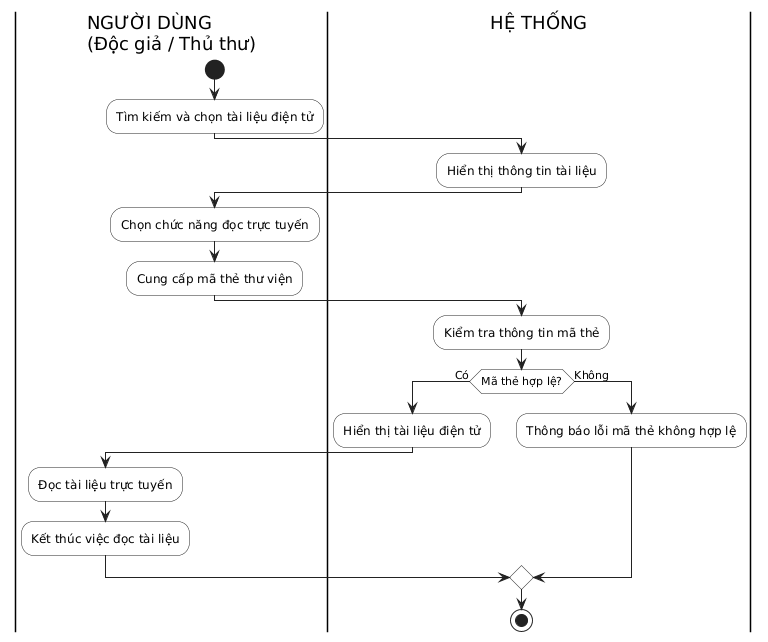 NGƯỜI DÙNG
(Độc giả / Thủ thư)
HỆ THỐNG
Tìm kiếm và chọn tài liệu điện tử
Hiển thị thông tin tài liệu
Chọn chức năng đọc trực tuyến
Cung cấp mã thẻ thư viện
Kiểm tra thông tin mã thẻ
Có
Mã thẻ hợp lệ?
Không
Hiển thị tài liệu điện tử
Thông báo lỗi mã thẻ không hợp lệ
Đọc tài liệu trực tuyến
Kết thúc việc đọc tài liệu